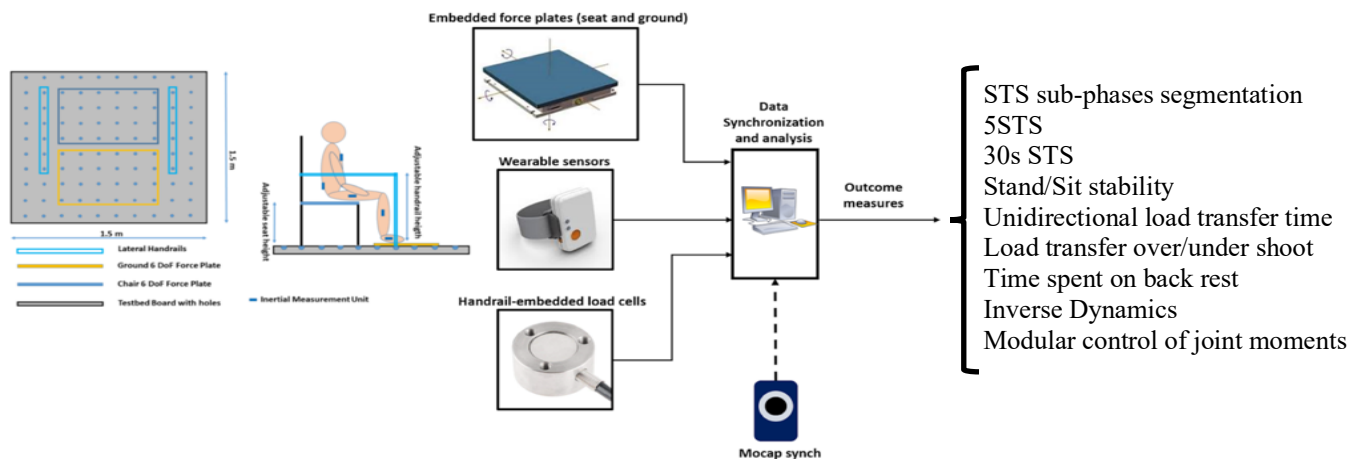 1.5 m
1.5 m
Lateral Handrails
Ground 6 DoF Force Plate
Chair 6 DoF Force Plate
Testbed Board with holes
Adjustable seat height
Adjustable handrail heigth
Inertial Measurement Unit
Embedded force plates (seat and ground)
Wearable sensors
Handrail-embedded load cells
Data
Synchronization
and analysis
Mocap synch
Outcome
measures
STS sub-phases segmentation
5STS
30s STS
Stand/Sit stability
Unidirectional load transfer time
Load transfer over/under shoot
Time spent on back rest
Inverse Dynamics
Modular control of joint moments